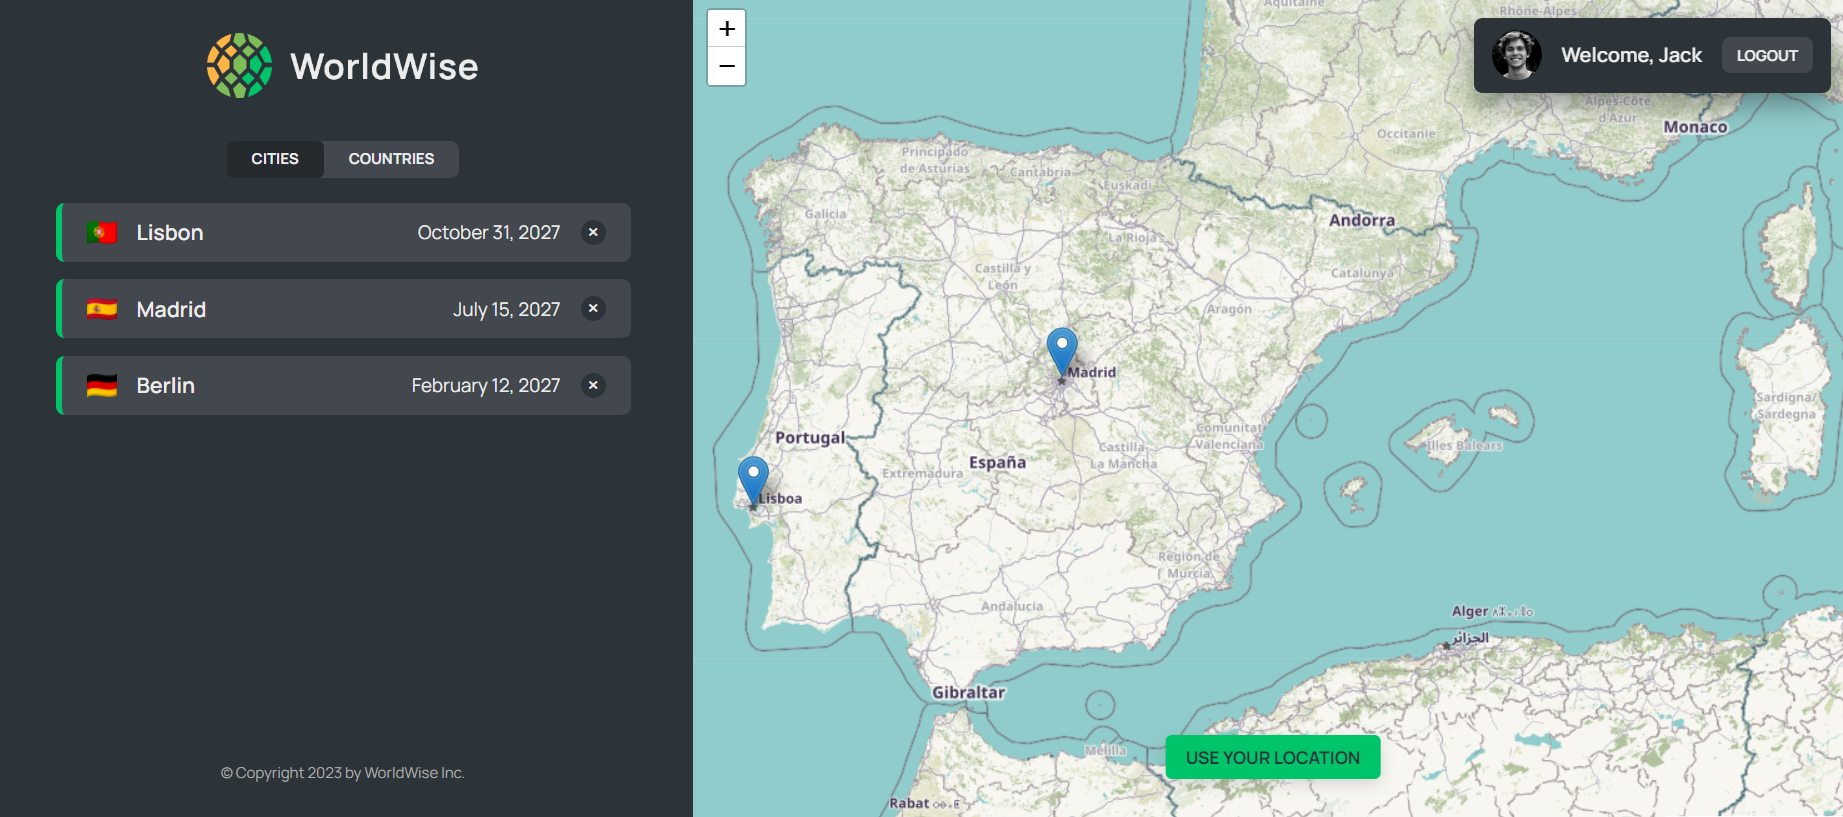 WorldWise
CITIES
COUNTRIES
Lisbon
October 31, 2027
×
Madrid
July 15, 2027
×
Berlin
February 12, 2027
×
© Copyright 2023 by WorldWise Inc.
+
−
Welcome, Jack
LOGOUT
Aquitaine
Rhône-Alpes
Alpes-Côte
d'Azur
Monaco
Occitanie
Principado
de Asturias
Cantabria
Euskadi
Galicia
Andorra
La Rioja
Castilla y
León
Catalunya
Aragón
Madrid
Sardigna/
Sardegna
Comunitat
Valenciana
Illes Balears
Portugal
España
Castilla-
La Mancha
Extremadura
Lisboa
Región de
Murcia
Andalucía
Alger
الجزائر
Gibraltar
Melilla
USE YOUR LOCATION
Rabat